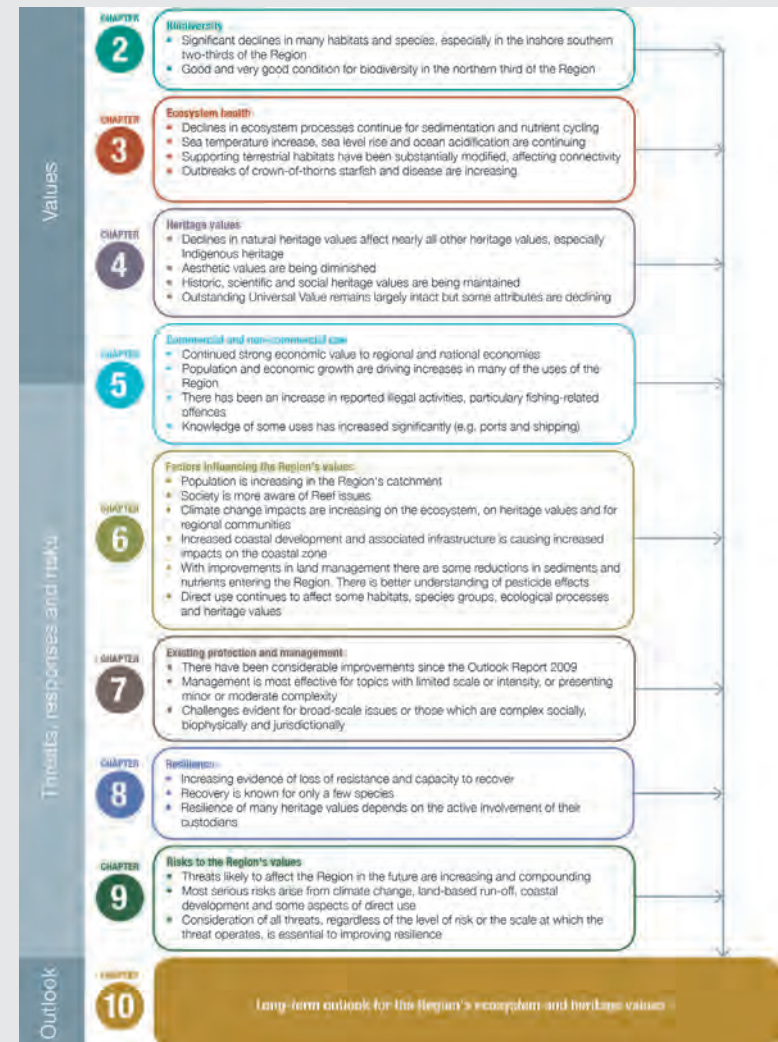 Values
CHAPTER
2
Biodiversity
Significant declines in many habitats and species, especially in the inshore southern
two-thirds of the Region
Good and very good condition for biodiversity in the northern third of the Region
CHAPTER
3
Ecosystem health
Declines in ecosystem processes continue for sedimentation and nutrient cycling
Sea temperature increase, sea level rise and ocean acidification are continuing
Supporting terrestrial habitats have been substantially modified, affecting connectivity
Outbreaks of crown-of-thorns starfish and disease are increasing
CHAPTER
4
Heritage values
Declines in natural heritage values affect nearly all other heritage values, especially
Indigenous heritage
Aesthetic values are being diminished
Historic, scientific and social heritage values are being maintained
Outstanding Universal Value remains largely intact but some attributes are declining
CHAPTER
5
Commercial and non-commercial use
Continued strong economic value to regional and national economies
Population and economic growth are driving increases in many of the uses of the
Region
There has been an increase in reported illegal activities, particulary fishing-related
offences
Knowledge of some uses has increased significantly (e.g. ports and shipping)
Threats, responses and risks
CHAPTER
6
Factors influencing the Region's values
Population is increasing in the Region's catchment
Society is more aware of Reef issues
Climate change impacts are increasing on the ecosystem, on heritage values and for
regional communities
Increased coastal development and associated infrastructure is causing increased
impacts on the coastal zone
With improvements in land management there are some reductions in sediments and
nutrients entering the Region. There is better understanding of pesticide effects
Direct use continues to affect some habitats, species groups, ecological processes
and heritage values
CHAPTER
7
Existing protection and management
There have been considerable improvements since the Outlook Report 2009
Management is most effective for topics with limited scale or intensity, or presenting
minor or moderate complexity
Challenges evident for broad-scale issues or those which are complex socially,
biophysically and jurisdictionally
CHAPTER
8
Resilience
Increasing evidence of loss of resistance and capacity to recover
Recovery is known for only a few species
Resilience of many heritage values depends on the active involvement of their
custodians
CHAPTER
9
Risks to the Region's values
Threats likely to affect the Region in the future are increasing and compounding
Most serious risks arise from climate change, land-based run-off, coastal
development and some aspects of direct use
Consideration of all threats, regardless of the level of risk or the scale at which the
threat operates, is essential to improving resilience
Outlook
CHAPTER
10
Long-term outlook for the Region's ecosystem and heritage values